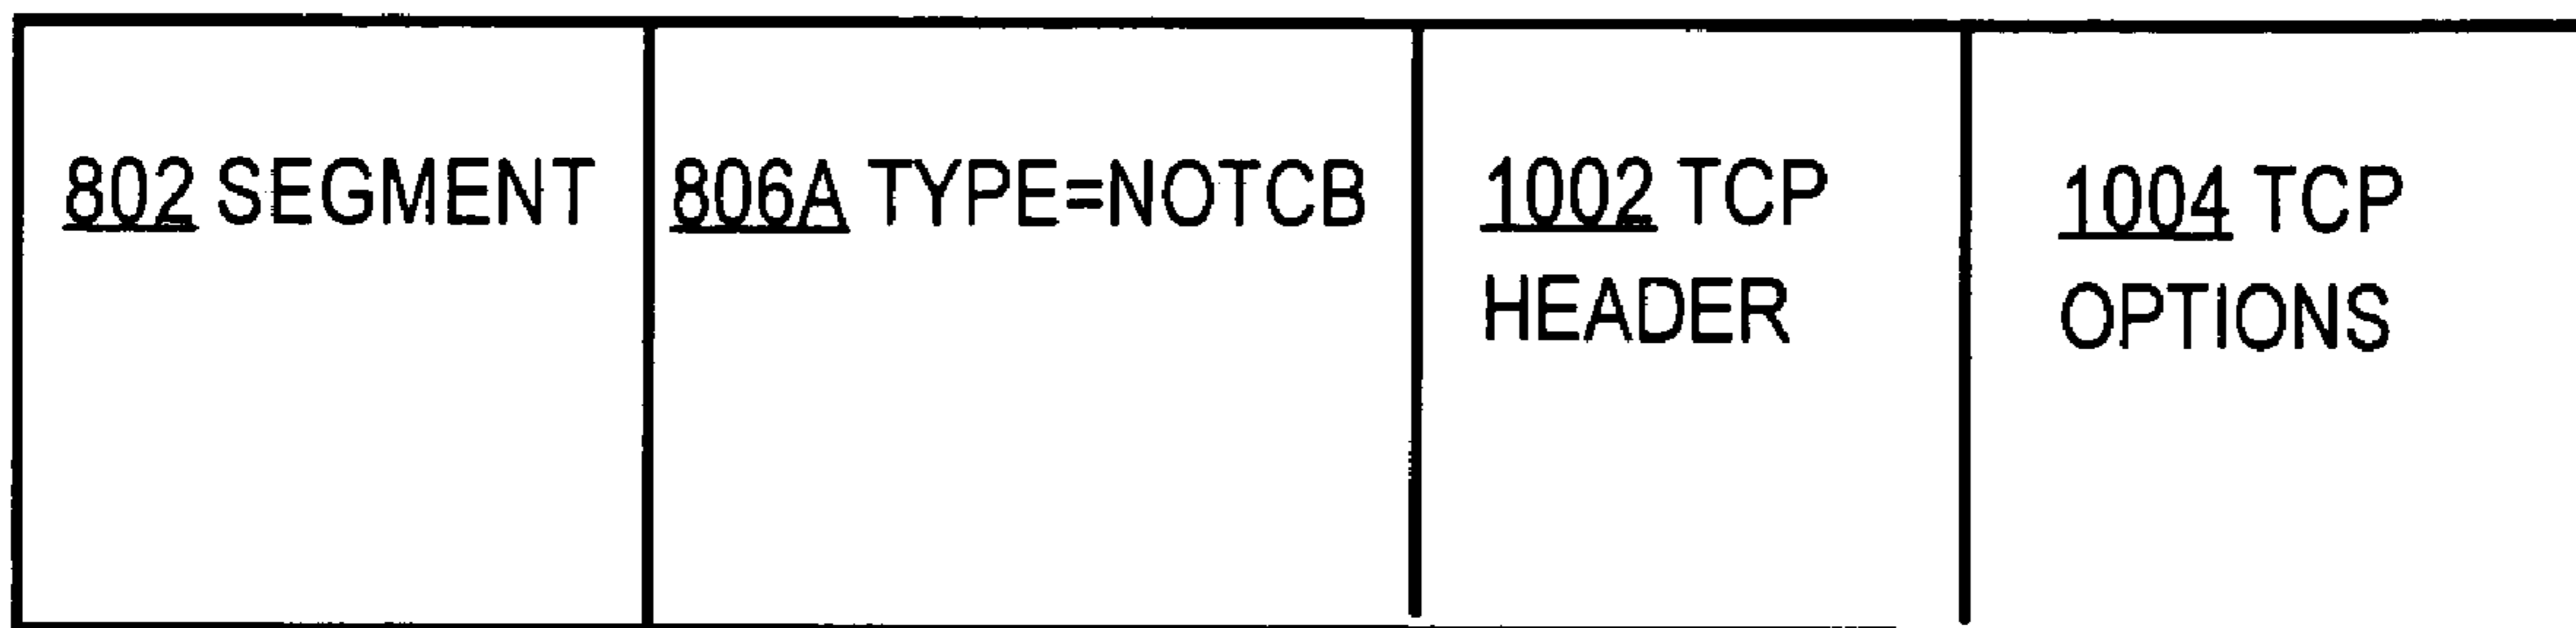 802 SEGMENT
806A TYPE=NOTCB
1002 TCP
HEADER
1004 TCP
OPTIONS